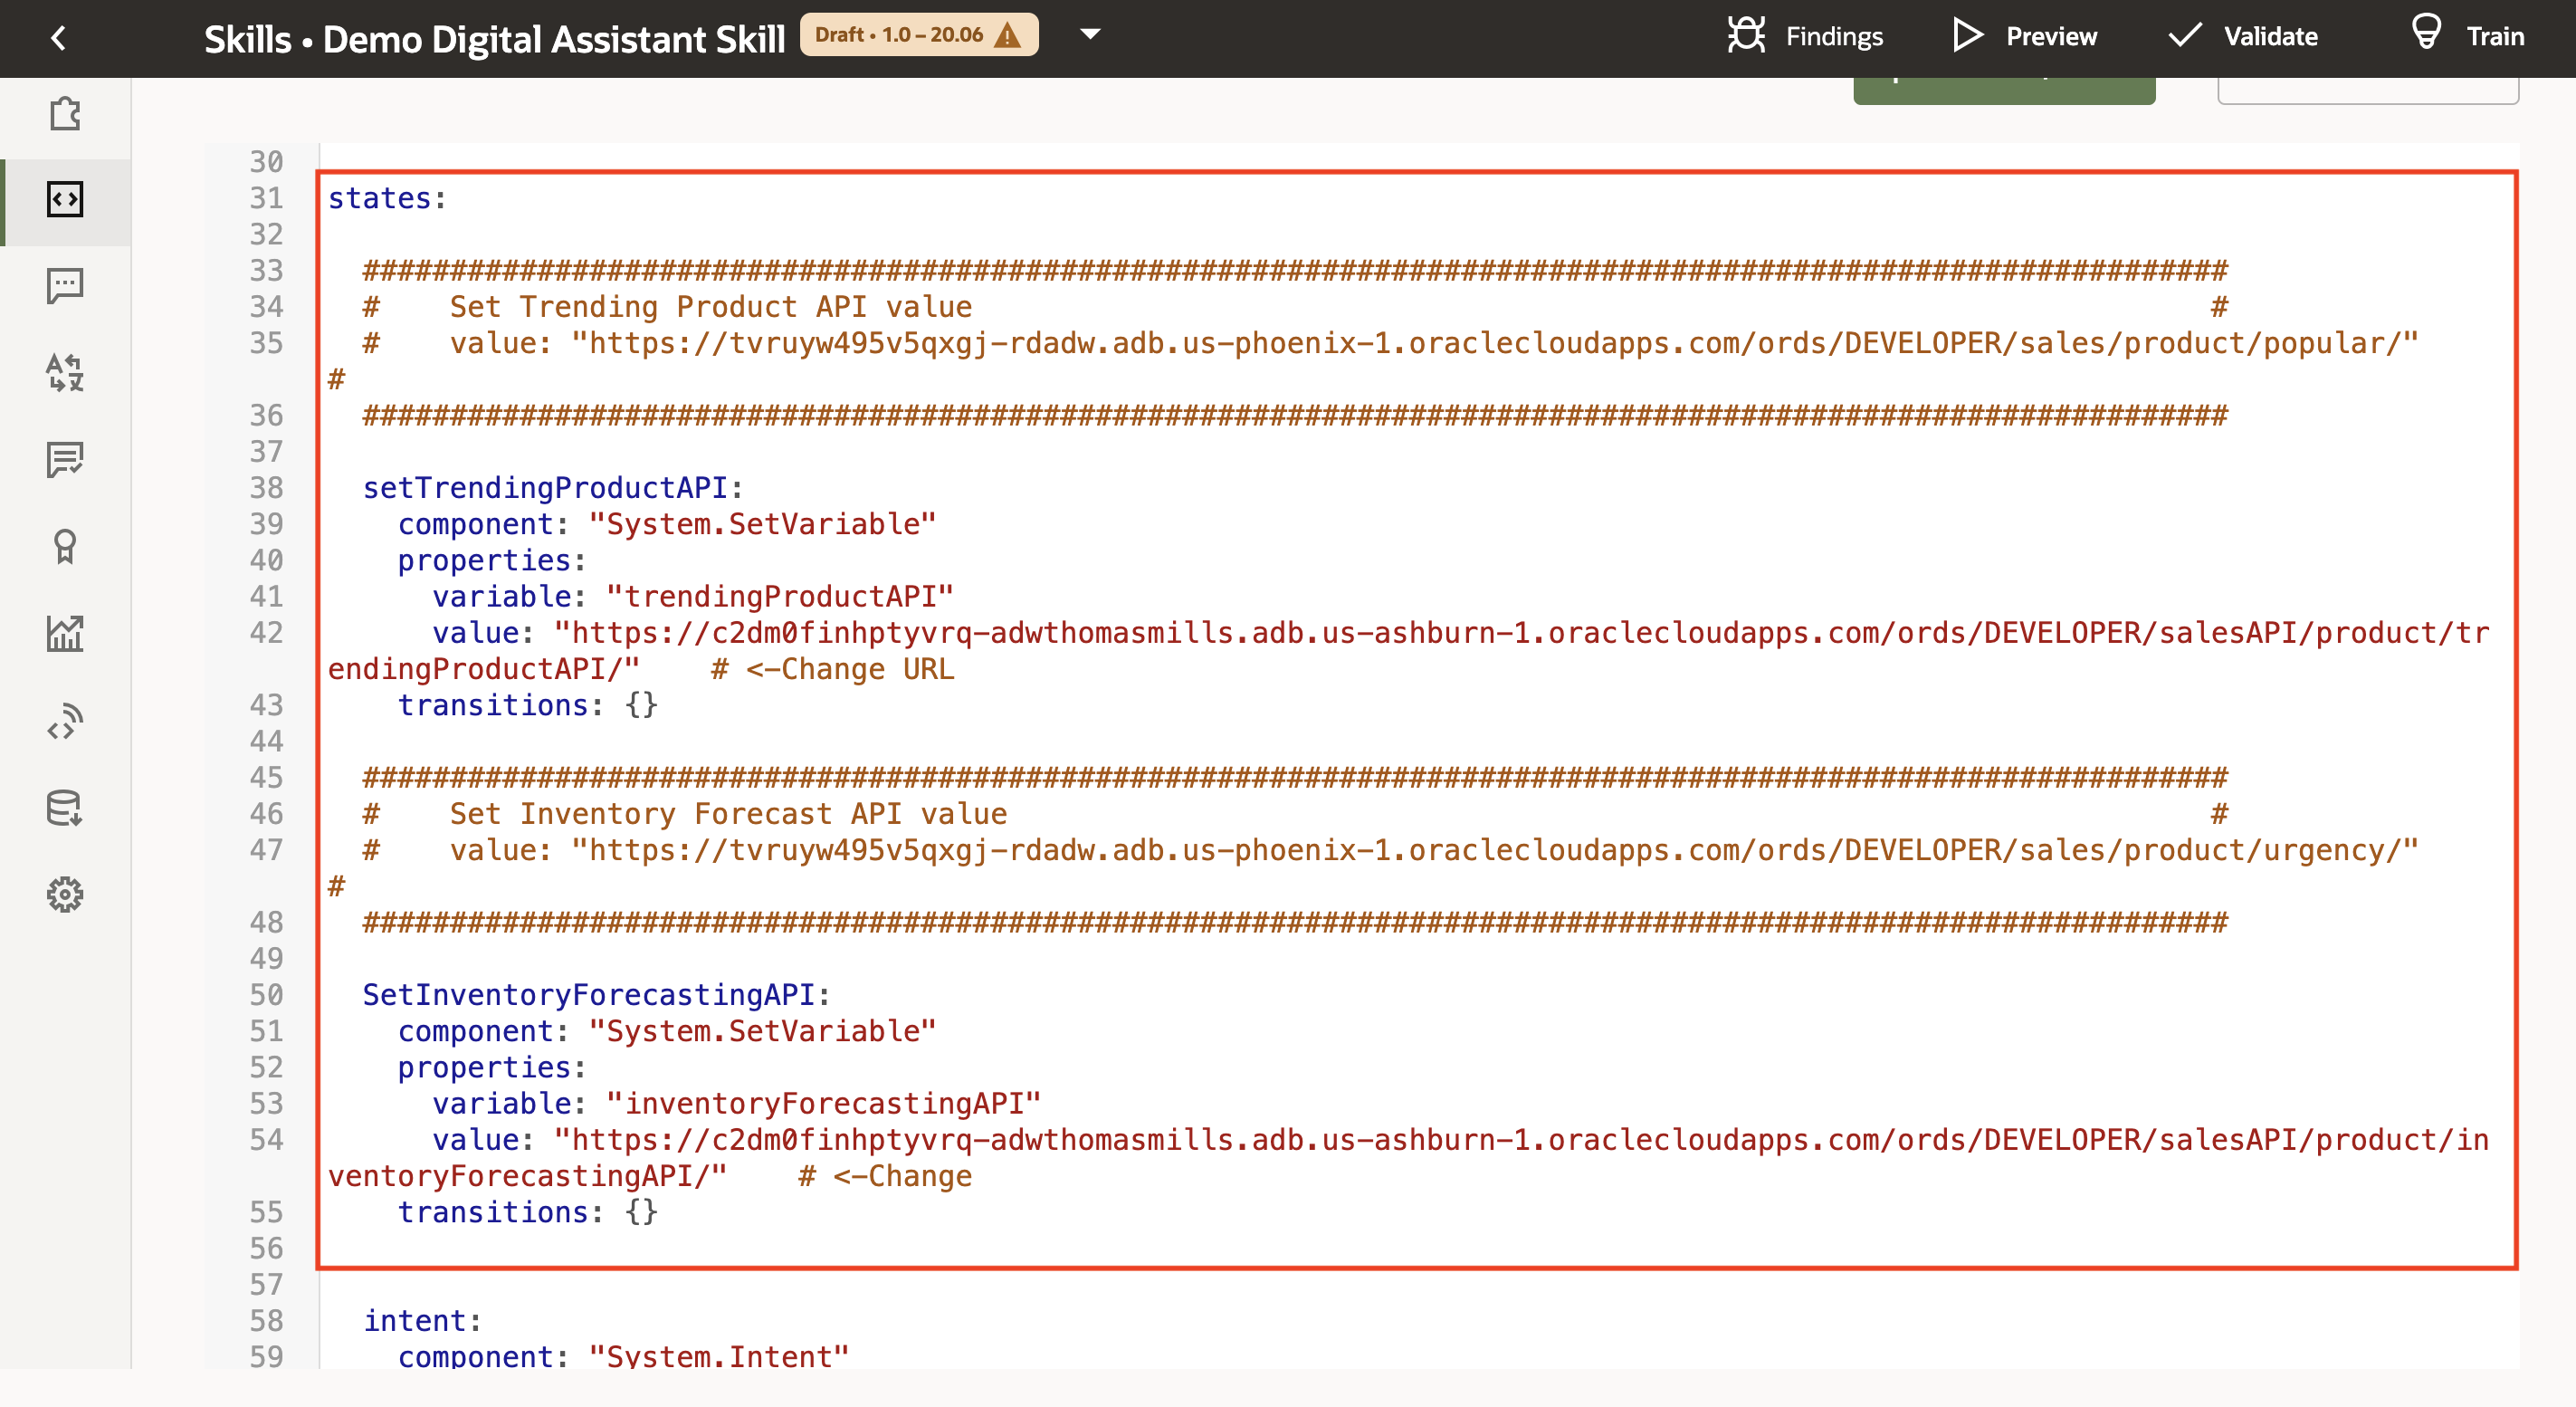 Skills • Demo Digital Assistant Skill Draft • 1.0 – 20.06 Findings Preview Validate Train
30
31 states:
32
33 ###########################################################################################################
34 #    Set Trending Product API value #
35 #    value: "https://tvruyw495v5qxgj-rdadw.adb.us-phoenix-1.oraclecloudapps.com/ords/DEVELOPER/sales/product/popular/"
#
36 ###########################################################################################################
37
38 setTrendingProductAPI:
39 component: "System.SetVariable"
40 properties:
41 variable: "trendingProductAPI"
42 value: "https://c2dm0finhptyvrq-adwthomasmills.adb.us-ashburn-1.oraclecloudapps.com/ords/DEVELOPER/salesAPI/product/tr
endingProductAPI/"    # <-Change URL
43 transitions: {}
44
45 ###########################################################################################################
46 #    Set Inventory Forecast API value #
47 #    value: "https://tvruyw495v5qxgj-rdadw.adb.us-phoenix-1.oraclecloudapps.com/ords/DEVELOPER/sales/product/urgency/"
#
48 ###########################################################################################################
49
50 SetInventoryForecastingAPI:
51 component: "System.SetVariable"
52 properties:
53 variable: "inventoryForecastingAPI"
54 value: "https://c2dm0finhptyvrq-adwthomasmills.adb.us-ashburn-1.oraclecloudapps.com/ords/DEVELOPER/salesAPI/product/in
ventoryForecastingAPI/"    # <-Change
55 transitions: {}
56
57
58 intent:
59 component: "System.Intent"